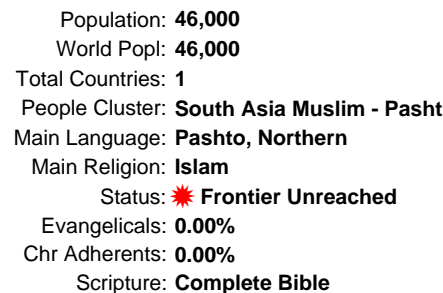 Population: 46,000
World Popl: 46,000
Total Countries: 1
People Cluster: South Asia Muslim - Pasht
Main Language: Pashto, Northern
Main Religion: Islam
Status: Frontier Unreached
Evangelicals: 0.00%
Chr Adherents: 0.00%
Scripture: Complete Bible